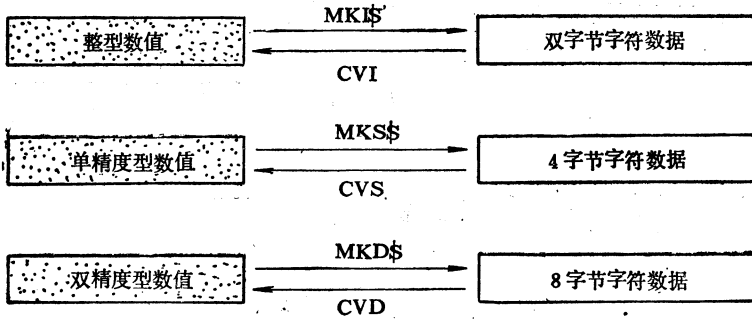 MKI$
整型数值
双字节字符数据
CVI
MKS$
单精度型数值
4字节字符数据
CVS
MKD$
双精度型数值
8字节字符数据
CVD